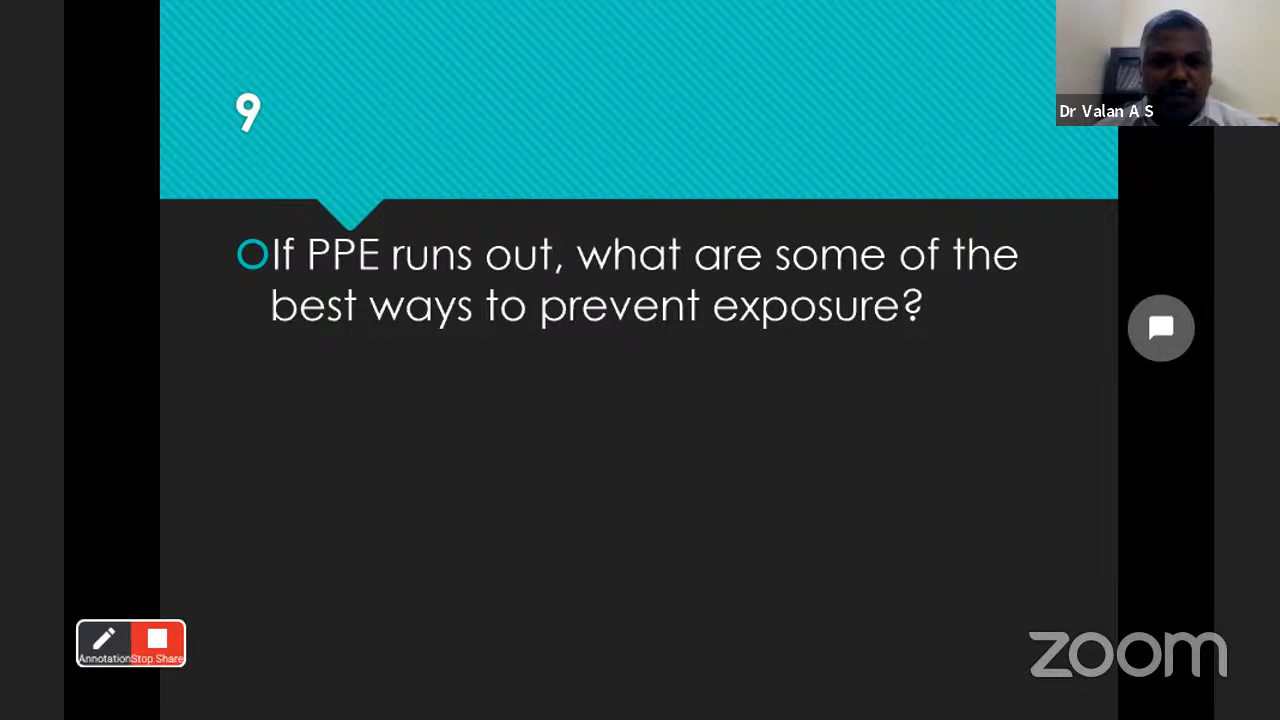 9
Dr Valan A S
If PPE runs out, what are some of the
best ways to prevent exposure?
Annotation Stop Share
zoom